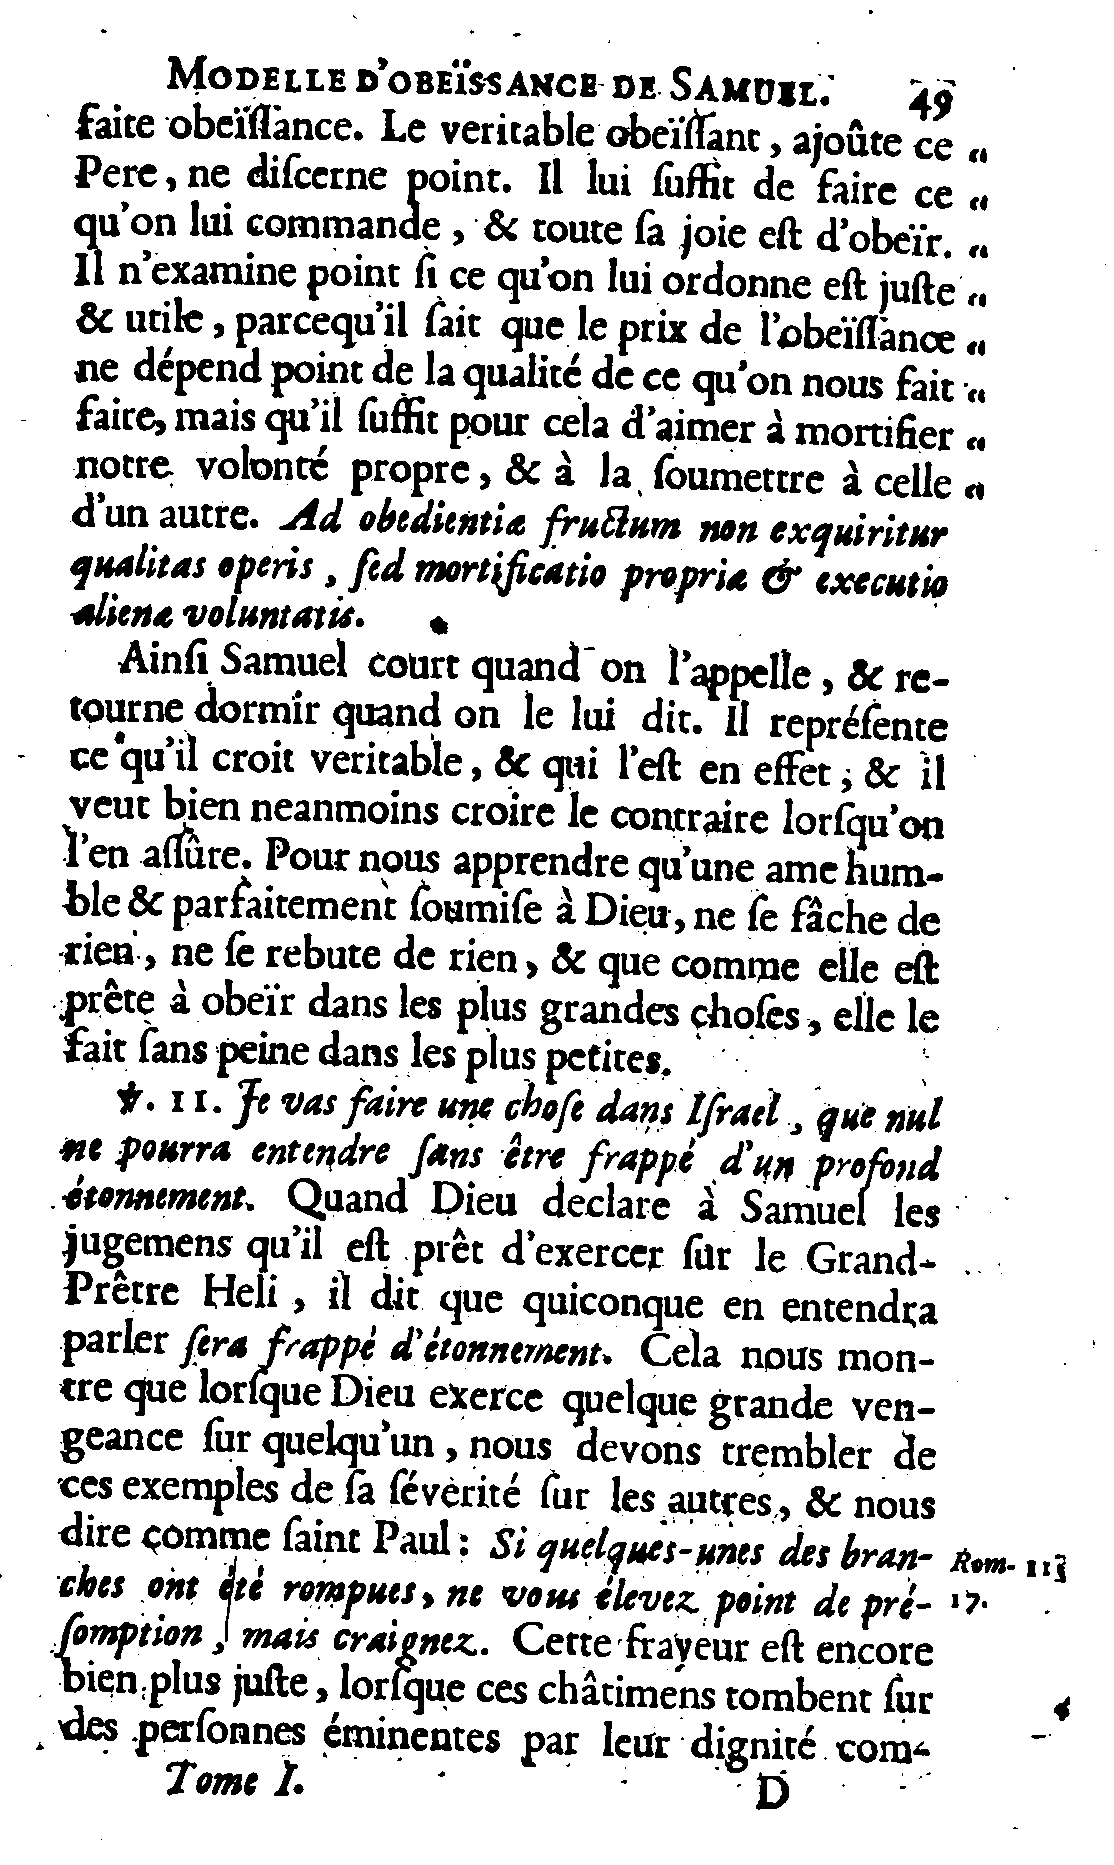 MODELLE D'OBEÏSSANCE DE SAMUEL. 49
faite obeïſſance. Le veritable obeïſſant, ajoûte ce "
Pere, ne diſcerne point. Il lui ſuffit de faire ce "
qu'on lui commande, & toute ſa joie eſt d'obeïr. "
Il n'examine point ſi ce qu'on lui ordonne eſt juſte "
& utile, parcequ'il ſait que le prix de l'obeïſſance "
ne dépend point de la qualité de ce qu'on nous fait "
faire, mais qu'il ſuffit pour cela d'aimer à mortifier "
notre volonté propre, & à la ſoumettre à celle "
d'un autre. Ad obedientiæ fructum non exquiritur
qualitas operis, ſed mortificatio propriæ & executio
alienæ voluntatis.
Ainſi Samuel court quand on l'appelle, & re-
tourne dormir quand on le lui dit. Il repréſente
ce qu'il croit veritable, & qui l'eſt en effet, & il
veut bien neanmoins croire le contraire lorſqu'on
l'en aſſûre. Pour nous apprendre qu'une ame hum-
ble & parfaitement ſoumiſe à Dieu, ne ſe fâche de
rien, ne ſe rebute de rien, & que comme elle eſt
prête à obeïr dans les plus grandes choſes, elle le
fait ſans peine dans les plus petites.
℣. 11. Je vas faire une choſe dans Iſrael, que nul
ne pourra entendre ſans être frappé d'un profond
étonnement. Quand Dieu declare à Samuel les
jugemens qu'il eſt prêt d'exercer ſur le Grand-
Prêtre Heli, il dit que quiconque en entendra
parler ſera frappé d'étonnement. Cela nous mon-
tre que lorſque Dieu exerce quelque grande ven-
geance ſur quelqu'un, nous devons trembler de
ces exemples de ſa ſéverité ſur les autres, & nous
dire comme ſaint Paul: Si quelques-unes des bran- Rom. 11.
ches ont été rompues, ne vous élevez point de pré- 17.
ſomption, mais craignez. Cette frayeur eſt encore
bien plus juſte, lorſque ces châtimens tombent ſur
des perſonnes éminentes par leur dignité com-
Tome I. D